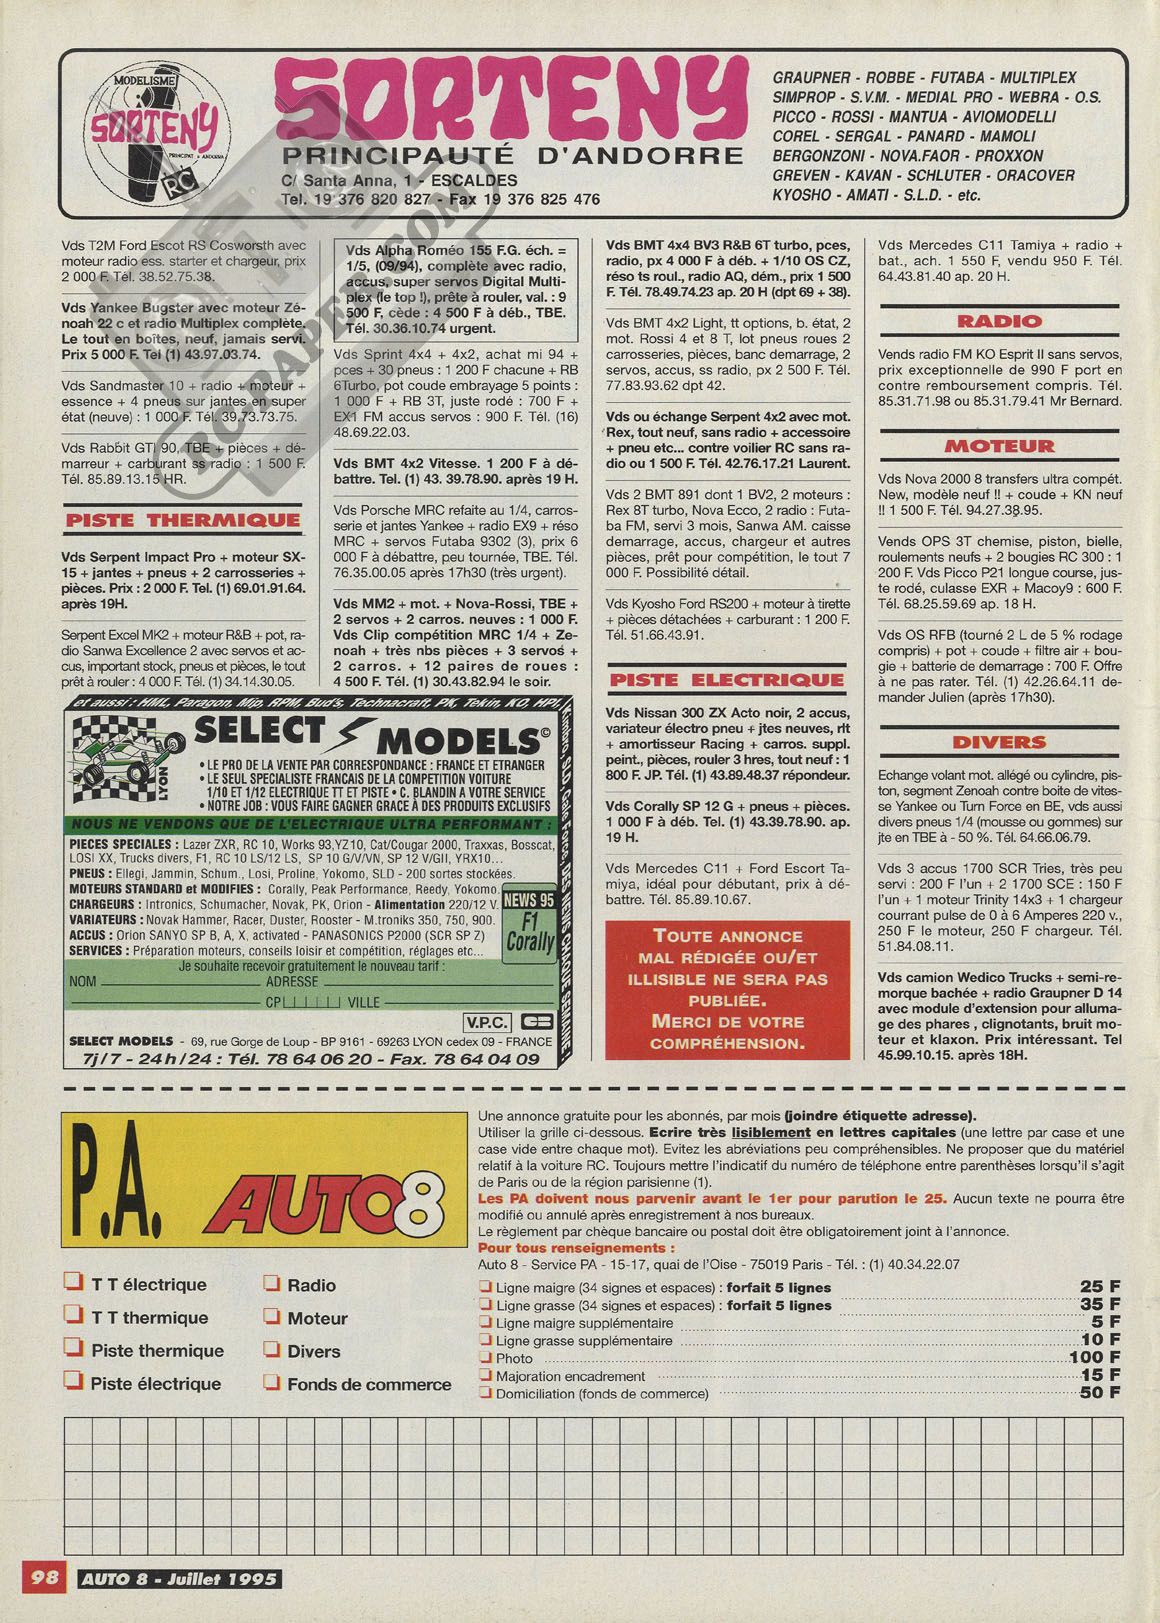 MODELISME
SORTENY
PRINCIPAT D'ANDORRA
RC
SORTENY
PRINCIPAUTÉ D'ANDORRE
C/ Santa Anna, 1 - ESCALDES
Tel. 19 376 820 827 - Fax 19 376 825 476
GRAUPNER - ROBBE - FUTABA - MULTIPLEX
SIMPROP - S.V.M. - MEDIAL PRO - WEBRA - O.S.
PICCO - ROSSI - MANTUA - AVIOMODELLI
COREL - SERGAL - PANARD - MAMOLI
BERGONZONI - NOVA.FAOR - PROXXON
GREVEN - KAVAN - SCHLUTER - ORACOVER
KYOSHO - AMATI - S.L.D. - etc.
RC-PAPER.COM
Vds T2M Ford Escot RS Cosworsth avec
moteur radio ess. starter et chargeur, prix
2 000 F. Tél. 38.52.75.38.
Vds Yankee Bugster avec moteur Zé-
noah 22 c et radio Multiplex complète.
Le tout en boites, neuf, jamais servi.
Prix 5 000 F. Tel (1) 43.97.03.74.
Vds Sandmaster 10 + radio + moteur +
essence + 4 pneus sur jantes en super
état (neuve) : 1 000 F. Tél. 39.73.73.75.
Vds Rabbit GTI 90, TBE + pièces + dé-
marreur + carburant ss radio : 1 500 F.
Tél. 85.89.13.15 HR.
PISTE THERMIQUE
Vds Serpent Impact Pro + moteur SX-
15 + jantes + pneus + 2 carrosseries +
pièces. Prix : 2 000 F. Tel. (1) 69.01.91.64.
après 19H.
Serpent Excel MK2 + moteur R&B + pot, ra-
dio Sanwa Excellence 2 avec servos et ac-
cus, important stock, pneus et pièces, le tout
prêt à rouler : 4 000 F. Tél. (1) 34.14.30.05.
Vds Alpha Roméo 155 F.G. éch. =
1/5, (09/94), complète avec radio,
accus, super servos Digital Multi-
plex (le top !), prête à rouler, val. : 9
500 F, cède : 4 500 F à déb., TBE.
Tél. 30.36.10.74 urgent.
Vds Sprint 4x4 + 4x2, achat mi 94 +
pces + 30 pneus : 1 200 F chacune + RB
6Turbo, pot coude embrayage 5 points :
1 000 F + RB 3T, juste rodé : 700 F +
EX1 FM accus servos : 900 F. Tél. (16)
48.69.22.03.
Vds BMT 4x2 Vitesse. 1 200 F à dé-
battre. Tel. (1) 43. 39.78.90. après 19 H.
Vds Porsche MRC refaite au 1/4, carros-
serie et jantes Yankee + radio EX9 + réso
MRC + servos Futaba 9302 (3), prix 6
000 F à débattre, peu tournée, TBE. Tél.
76.35.00.05 après 17h30 (très urgent).
Vds MM2 + mot. + Nova-Rossi, TBE +
2 servos + 2 carros. neuves : 1 000 F.
Vds Clip compétition MRC 1/4 + Ze-
noah + très nbs pièces + 3 servos +
2 carros. + 12 paires de roues :
4 500 F. Tél. (1) 30.43.82.94 le soir.
et aussi : HML, Paragon, Mip, RPM, Bud's, Technacraft, PK, Tekin, KO, HPI,
LYON
SELECT MODELS©
• LE PRO DE LA VENTE PAR CORRESPONDANCE : FRANCE ET ETRANGER
• LE SEUL SPECIALISTE FRANCAIS DE LA COMPETITION VOITURE
1/10 ET 1/12 ELECTRIQUE TT ET PISTE • C. BLANDIN A VOTRE SERVICE
• NOTRE JOB : VOUS FAIRE GAGNER GRACE À DES PRODUITS EXCLUSIFS
NOUS NE VENDONS QUE DE L'ELECTRIQUE ULTRA PERFORMANT :
PIECES SPECIALES : Lazer ZXR, RC 10, Works 93,YZ10, Cat/Cougar 2000, Traxxas, Bosscat,
LOSI XX, Trucks divers, F1, RC 10 LS/12 LS, SP 10 G/V/VN, SP 12 V/GII, YRX10...
PNEUS : Ellegi, Jammin, Schum., Losi, Proline, Yokomo, SLD - 200 sortes stockées.
MOTEURS STANDARD et MODIFIES : Corally, Peak Performance, Reedy, Yokomo.
CHARGEURS : Intronics, Schumacher, Novak, PK, Orion - Alimentation 220/12 V.
VARIATEURS : Novak Hammer, Racer, Duster, Rooster - M.troniks 350, 750, 900.
ACCUS : Orion SANYO SP B, A, X, activated - PANASONICS P2000 (SCR SP Z)
SERVICES : Préparation moteurs, conseils loisir et compétition, réglages etc...
NEWS 95
F1
Corally
Je souhaite recevoir gratuitement le nouveau tarif :
NOM ADRESSE
CP VILLE
V.P.C.
CB
SELECT MODELS - 69, rue Gorge de Loup - BP 9161 - 69263 LYON cedex 09 - FRANCE
7j/7 - 24h/24 : Tél. 78 64 06 20 - Fax. 78 64 04 09
Vds BMT 4x4 BV3 R&B 6T turbo, pces,
radio, px 4 000 F à déb. + 1/10 OS CZ,
réso ts roul., radio AQ, dém., prix 1 500
F. Tél. 78.49.74.23 ap. 20 H (dpt 69 + 38).
Vds BMT 4x2 Light, tt options, b. état, 2
mot. Rossi 4 et 8 T, lot pneus roues 2
carrosseries, pièces, banc demarrage, 2
servos, accus, ss radio, px 2 500 F. Tél.
77.83.93.62 dpt 42.
Vds ou échange Serpent 4x2 avec mot.
Rex, tout neuf, sans radio + accessoire
+ pneu etc... contre voilier RC sans ra-
dio ou 1 500 F. Tél. 42.76.17.21 Laurent.
Vds 2 BMT 891 dont 1 BV2, 2 moteurs :
Rex 8T turbo, Nova Ecco, 2 radio : Futa-
ba FM, servi 3 mois, Sanwa AM. caisse
demarrage, accus, chargeur et autres
pièces, prêt pour compétition, le tout 7
000 F. Possibilité détail.
Vds Kyosho Ford RS200 + moteur à tirette
+ pièces détachées + carburant : 1 200 F.
Tél. 51.66.43.91.
PISTE ELECTRIQUE
Vds Nissan 300 ZX Acto noir, 2 accus,
variateur électro pneu + jtes neuves, rlt
+ amortisseur Racing + carros. suppl.
peint., pièces, rouler 3 hres, tout neuf : 1
800 F. JP. Tél. (1) 43.89.48.37 répondeur.
Vds Corally SP 12 G + pneus + pièces.
1 000 F à déb. Tel. (1) 43.39.78.90. ap.
19 H.
Vds Mercedes C11 + Ford Escort Ta-
miya, idéal pour débutant, prix à dé-
battre. Tél. 85.89.10.67.
TOUTE ANNONCE
MAL RÉDIGÉE OU/ET
ILLISIBLE NE SERA PAS
PUBLIÉE.
MERCI DE VOTRE
COMPRÉHENSION.
Vds Mercedes C11 Tamiya + radio +
bat., ach. 1 550 F, vendu 950 F. Tél.
64.43.81.40 ap. 20 H.
RADIO
Vends radio FM KO Esprit II sans servos,
prix exceptionnelle de 990 F port en
contre remboursement compris. Tél.
85.31.71.98 ou 85.31.79.41 Mr Bernard.
MOTEUR
Vds Nova 2000 8 transfers ultra compét.
New, modèle neuf !! + coude + KN neuf
!! 1 500 F. Tél. 94.27.38.95.
Vends OPS 3T chemise, piston, bielle,
roulements neufs + 2 bougies RC 300 : 1
200 F. Vds Picco P21 longue course, jus-
te rodé, culasse EXR + Macoy9 : 600 F.
Tél. 68.25.59.69 ap. 18 H.
Vds OS RFB (tourné 2 L de 5 % rodage
compris) + pot + coude + filtre air + bou-
gie + batterie de demarrage : 700 F. Offre
à ne pas rater. Tél. (1) 42.26.64.11 de-
mander Julien (après 17h30).
DIVERS
Echange volant mot. allégé ou cylindre, pis-
ton, segment Zenoah contre boite de vites-
se Yankee ou Turn Force en BE, vds aussi
divers pneus 1/4 (mousse ou gommes) sur
jte en TBE à - 50 %. Tél. 64.66.06.79.
Vds 3 accus 1700 SCR Tries, très peu
servi : 200 F l'un + 2 1700 SCE : 150 F
l'un + 1 moteur Trinity 14x3 + 1 chargeur
courrant pulse de 0 à 6 Amperes 220 v.,
250 F le moteur, 250 F chargeur. Tél.
51.84.08.11.
Vds camion Wedico Trucks + semi-re-
morque bachée + radio Graupner D 14
avec module d'extension pour alluma-
ge des phares , clignotants, bruit mo-
teur et klaxon. Prix intéressant. Tel
45.99.10.15. après 18H.
P.A. AUTO8
Une annonce gratuite pour les abonnés, par mois (joindre étiquette adresse).
Utiliser la grille ci-dessous. Ecrire très lisiblement en lettres capitales (une lettre par case et une
case vide entre chaque mot). Evitez les abréviations peu compréhensibles. Ne proposer que du matériel
relatif à la voiture RC. Toujours mettre l'indicatif du numéro de téléphone entre parenthèses lorsqu'il s'agit
de Paris ou de la région parisienne (1).
Les PA doivent nous parvenir avant le 1er pour parution le 25. Aucun texte ne pourra être
modifié ou annulé après enregistrement à nos bureaux.
Le règlement par chèque bancaire ou postal doit être obligatoirement joint à l'annonce.
Pour tous renseignements :
Auto 8 - Service PA - 15-17, quai de l'Oise - 75019 Paris - Tél. : (1) 40.34.22.07
T T électrique
T T thermique
Piste thermique
Piste électrique
Radio
Moteur
Divers
Fonds de commerce
Ligne maigre (34 signes et espaces) : forfait 5 lignes 25 F
Ligne grasse (34 signes et espaces) : forfait 5 lignes 35 F
Ligne maigre supplémentaire 5 F
Ligne grasse supplémentaire 10 F
Photo 100 F
Majoration encadrement 15 F
Domiciliation (fonds de commerce) 50 F
98 AUTO 8 - Juillet 1995